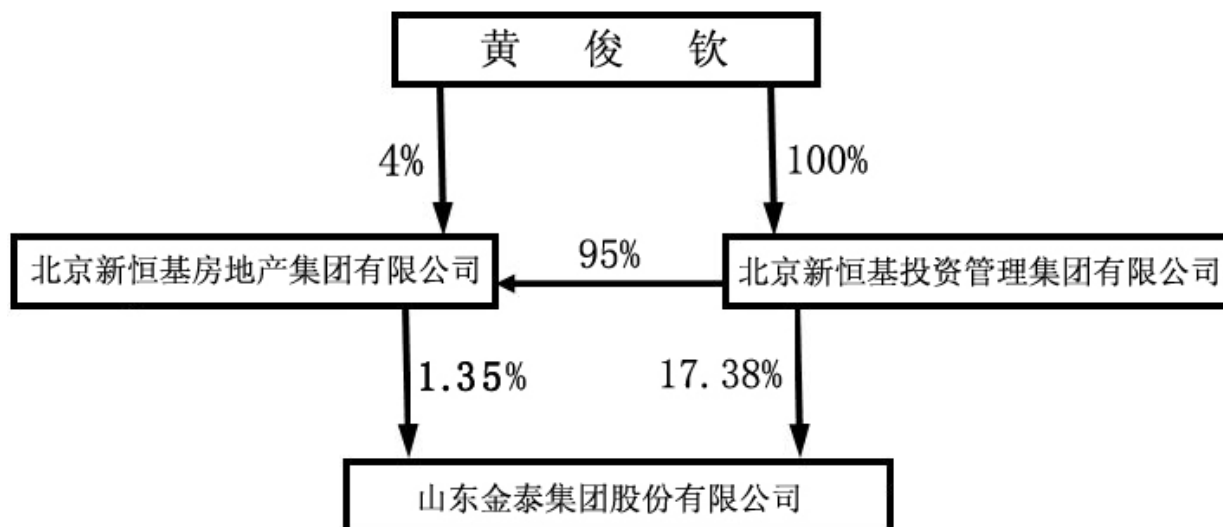 黄俊钦
4%
100%
北京新恒基房地产集团有限公司
95%
北京新恒基投资管理集团有限公司
1.35%
17.38%
山东金泰集团股份有限公司